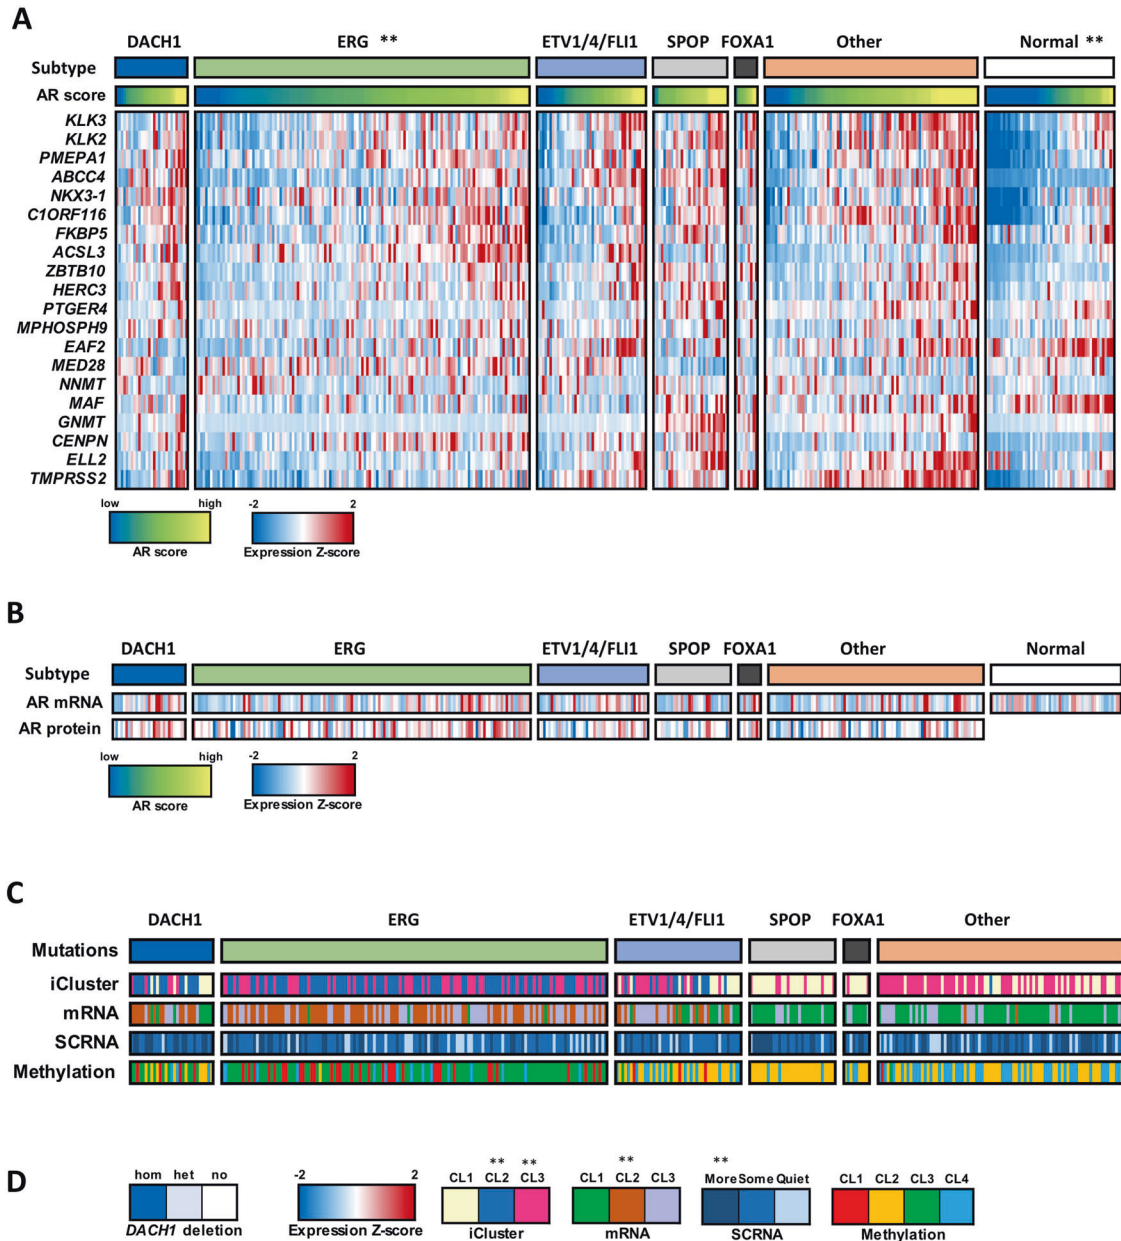 A
DACH1 ERG ** ETV1/4/FLI1 SPOP FOXA1 Other Normal **
Subtype
AR score
KLK3
KLK2
PMEPA1
ABCC4
NKX3-1
C1ORF116
FKBP5
ACSL3
ZBTB10
HERC3
PTGER4
MPHOSPH9
EAF2
MED28
NNMT
MAF
GNMT
CENPN
ELL2
TMPRSS2
low high -2 2
AR score Expression Z-score
B
DACH1 ERG ETV1/4/FLI1 SPOP FOXA1 Other Normal
Subtype
AR mRNA
AR protein
low high -2 2
AR score Expression Z-score
C
DACH1 ERG ETV1/4/FLI1 SPOP FOXA1 Other
Mutations
iCluster
mRNA
SCRNA
Methylation
D
** ** ** **
hom het no -2 2 CL1 CL2 CL3 CL1 CL2 CL3 More Some Quiet CL1 CL2 CL3 CL4
DACH1 deletion Expression Z-score iCluster mRNA SCRNA Methylation